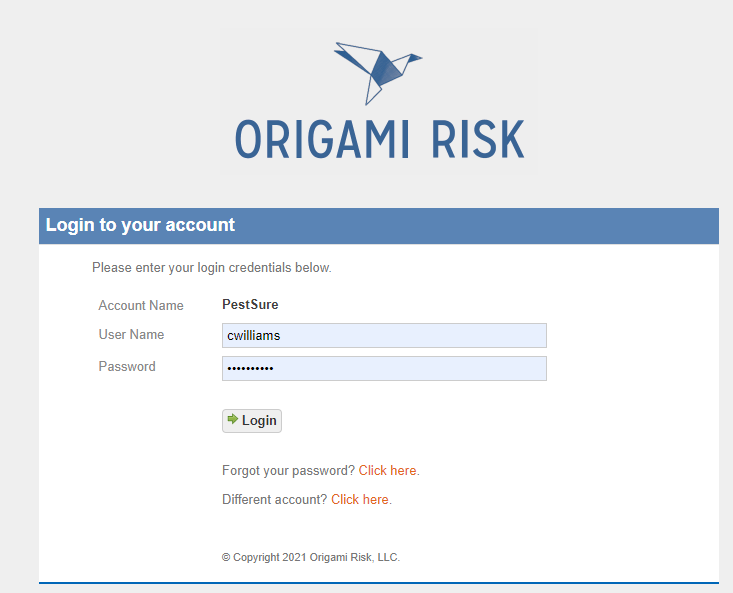 ORIGAMI RISK
Login to your account
Please enter your login credentials below.
Account Name PestSure
User Name cwilliams
Password ••••••••••
Login
Forgot your password? Click here.
Different account? Click here.
© Copyright 2021 Origami Risk, LLC.